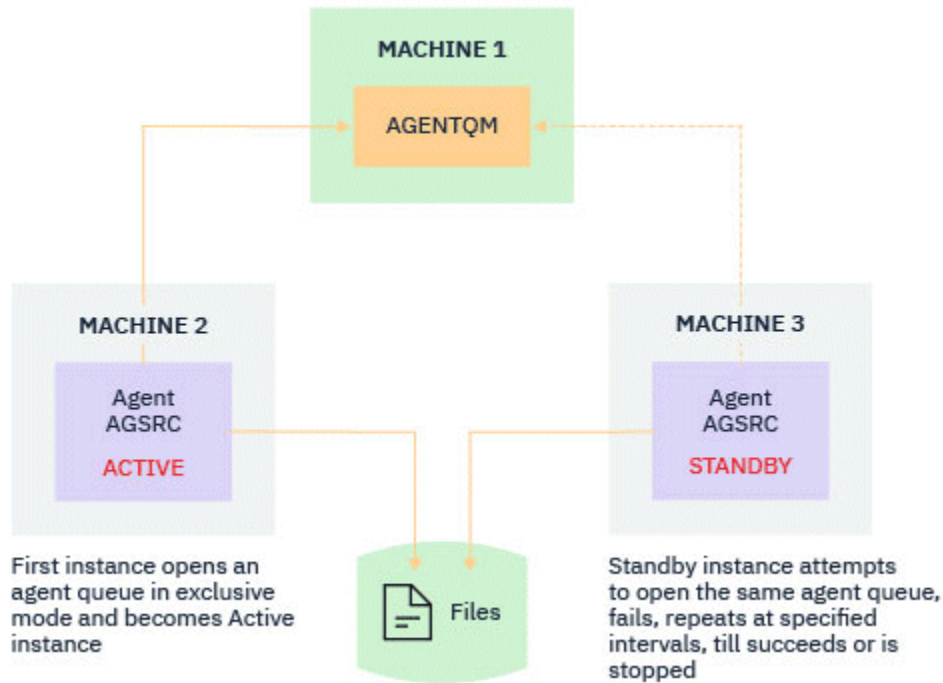 MACHINE 1
AGENTQM
MACHINE 2
Agent
AGSRC
ACTIVE
MACHINE 3
Agent
AGSRC
STANDBY
First instance opens an
agent queue in exclusive
mode and becomes Active
instance
Files
Standby instance attempts
to open the same agent queue,
fails, repeats at specified
intervals, till succeeds or is
stopped